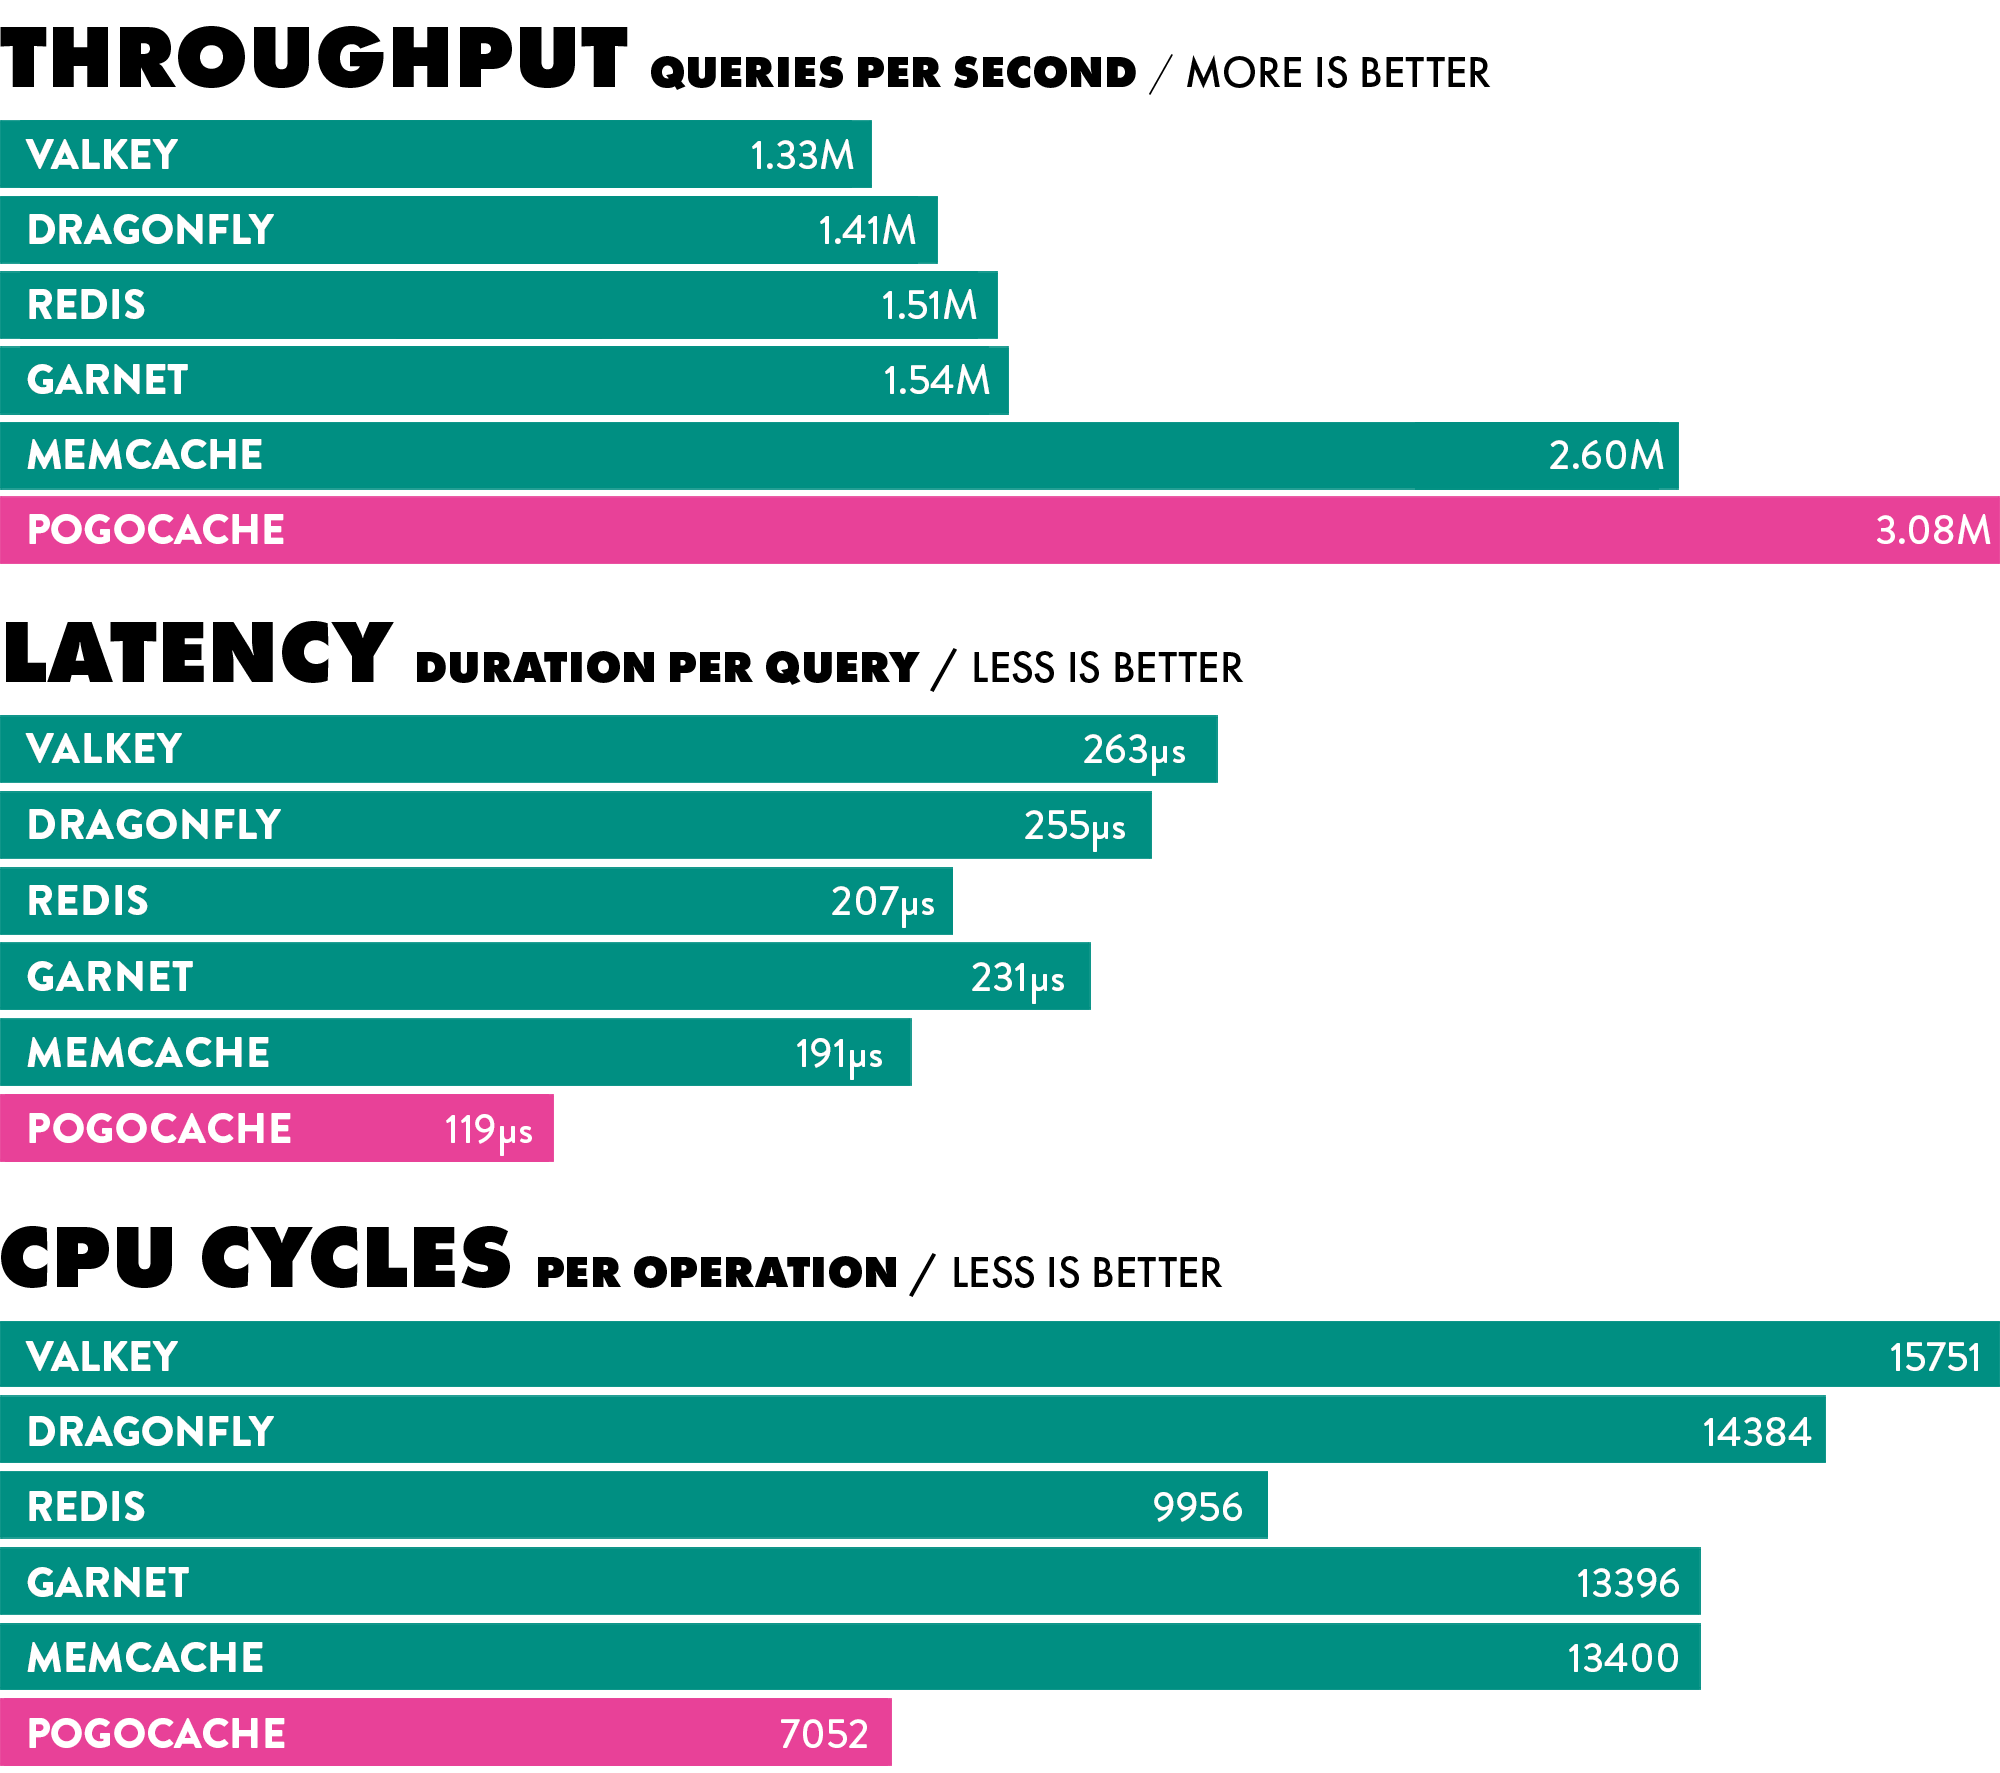 THROUGHPUT QUERIES PER SECOND / MORE IS BETTER
VALKEY 1.33M
DRAGONFLY 1.41M
REDIS 1.51M
GARNET 1.54M
MEMCACHE 2.60M
POGOCACHE 3.08M
LATENCY DURATION PER QUERY / LESS IS BETTER
VALKEY 263µs
DRAGONFLY 255µs
REDIS 207µs
GARNET 231µs
MEMCACHE 191µs
POGOCACHE 119µs
CPU CYCLES PER OPERATION / LESS IS BETTER
VALKEY 15751
DRAGONFLY 14384
REDIS 9956
GARNET 13396
MEMCACHE 13400
POGOCACHE 7052